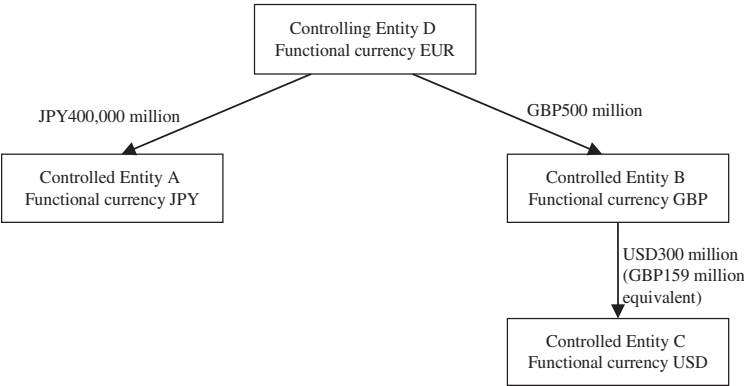 Controlling Entity D
Functional currency EUR
JPY400,000 million
GBP500 million
Controlled Entity A
Functional currency JPY
Controlled Entity B
Functional currency GBP
USD300 million
(GBP159 million
equivalent)
Controlled Entity C
Functional currency USD